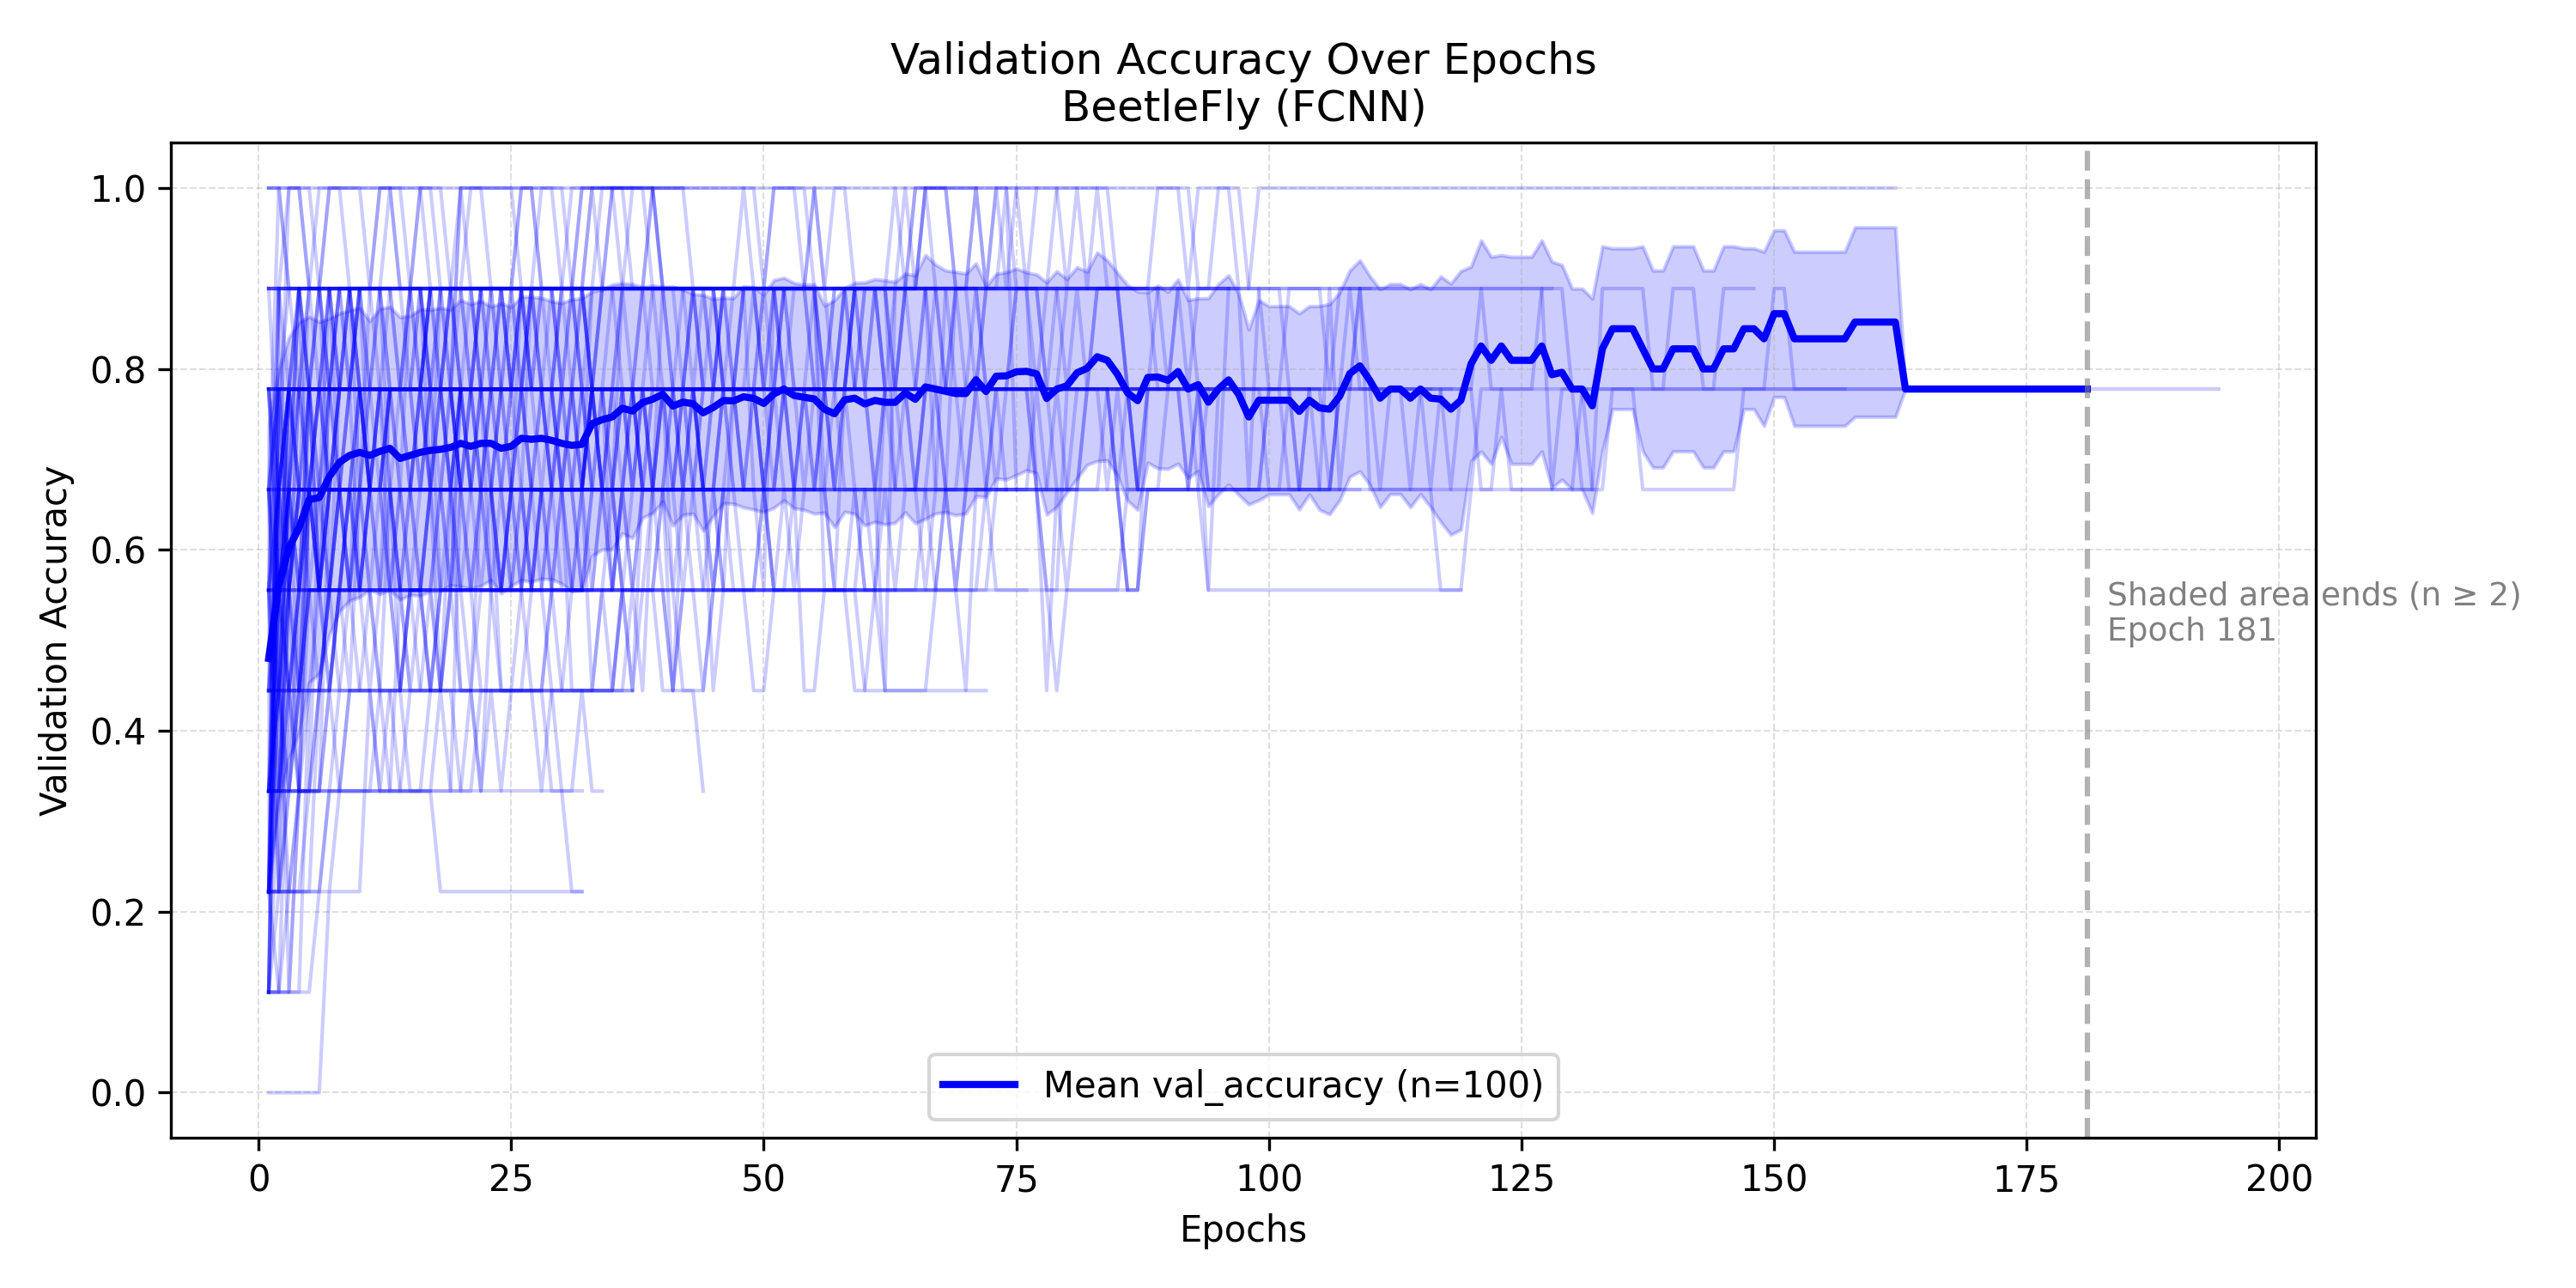 Validation Accuracy Over Epochs
BeetleFly (FCNN)
Validation Accuracy
1.0
0.8
0.6
0.4
0.2
0.0
Shaded area ends (n ≥ 2)
Epoch 181
Mean val_accuracy (n=100)
0 25 50 75 100 125 150 175 200
Epochs